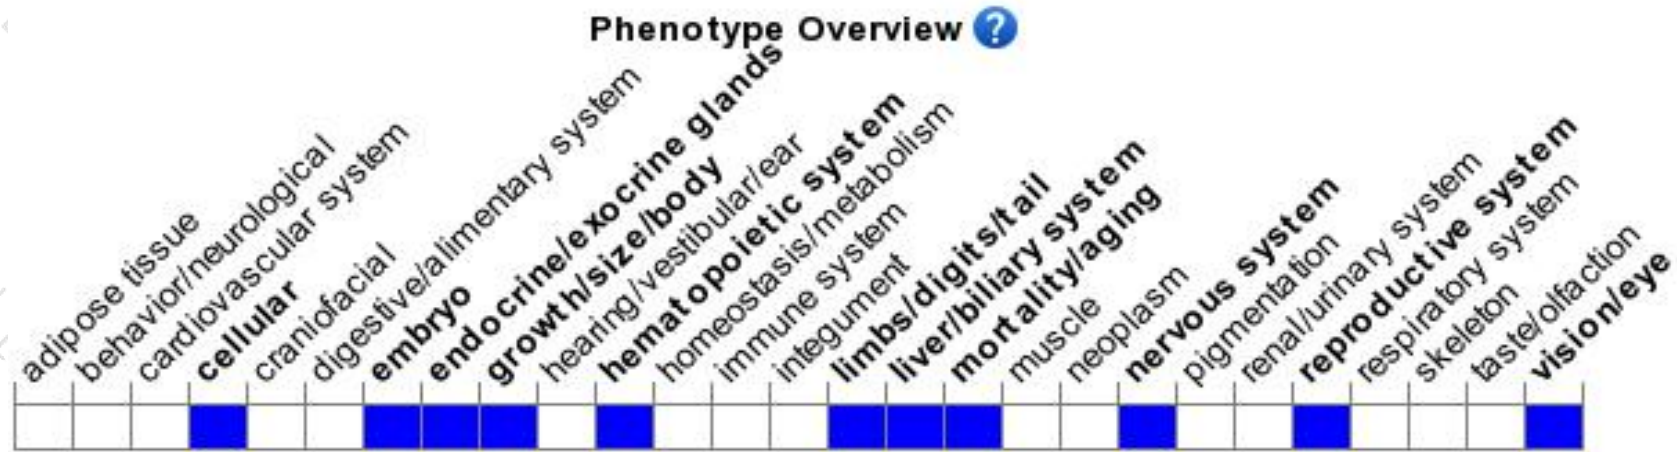 Phenotype Overview ?
adipose tissue
behavior/neurological
cardiovascular system
cellular
craniofacial
digestive/alimentary system
embryo
endocrine/exocrine glands
growth/size/body
hearing/vestibular/ear
hematopoietic system
homeostasis/metabolism
immune system
integument
limbs/digits/tail
liver/biliary system
mortality/aging
muscle
neoplasm
nervous system
pigmentation
renal/urinary system
reproductive system
respiratory system
skeleton
taste/olfaction
vision/eye